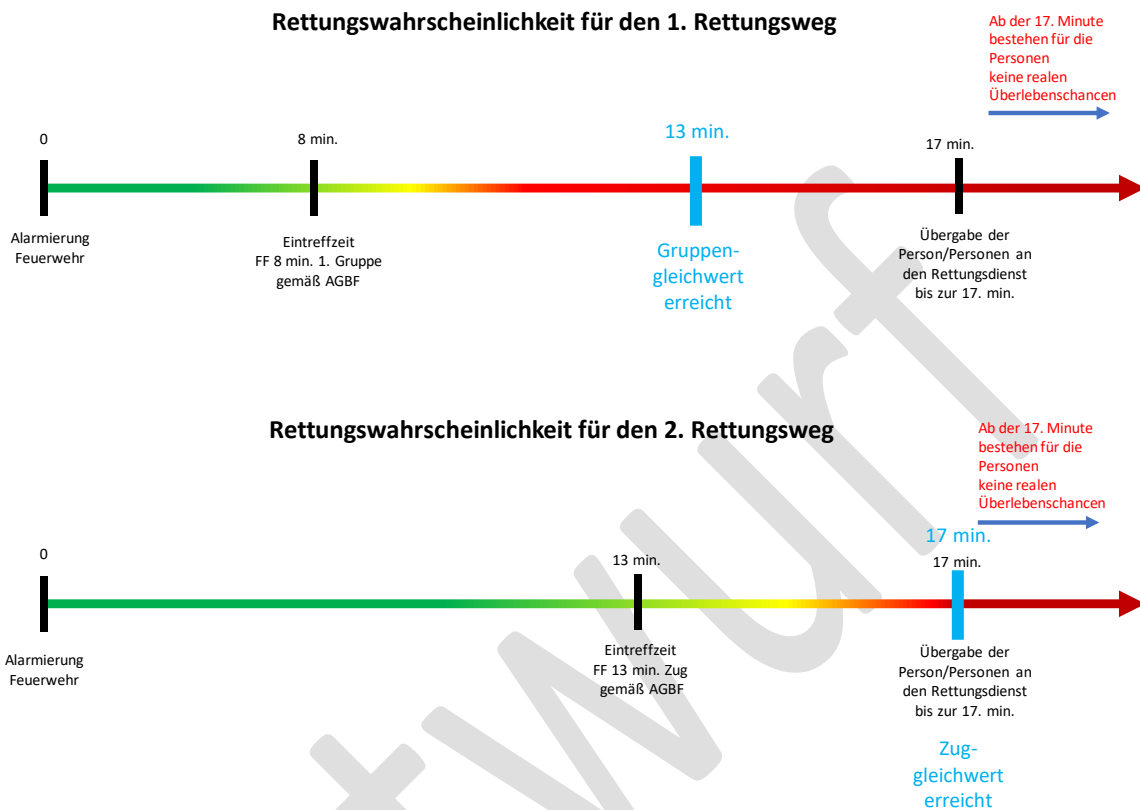 Rettungswahrscheinlichkeit für den 1. Rettungsweg
Ab der 17. Minute
bestehen für die
Personen
keine realen
Überlebenschancen
0
8 min.
13 min.
17 min.
Alarmierung
Feuerwehr
Eintreffzeit
FF 8 min. 1. Gruppe
gemäß AGBF
Gruppen-
gleichwert
erreicht
Übergabe der
Person/Personen an
den Rettungsdienst
bis zur 17. min.
Rettungswahrscheinlichkeit für den 2. Rettungsweg
Ab der 17. Minute
bestehen für die
Personen
keine realen
Überlebenschancen
0
13 min.
17 min.
17 min.
Alarmierung
Feuerwehr
Eintreffzeit
FF 13 min. Zug
gemäß AGBF
Übergabe der
Person/Personen an
den Rettungsdienst
bis zur 17. min.
Zug-
gleichwert
erreicht
twurf